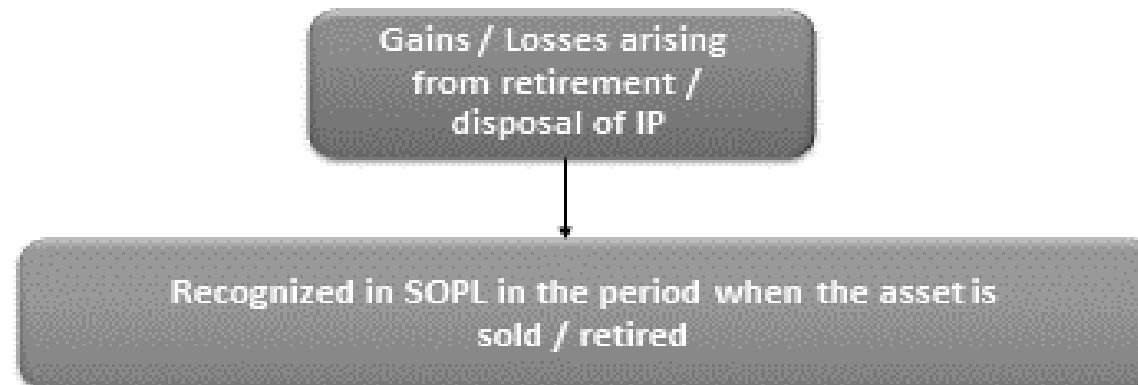 Gains / Losses arising
from retirement /
disposal of IP
Recognized in SOPL in the period when the asset is
sold / retired